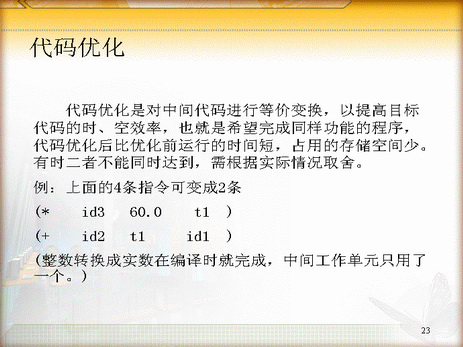 代码优化
代码优化是对中间代码进行等价变换，以提高目标
代码的时、空效率，也就是希望完成同样功能的程序，
代码优化后比优化前运行的时间短，占用的存储空间少。
有时二者不能同时达到，需根据实际情况取舍。
例：上面的4条指令可变成2条
(* id3 60.0 t1 )
(+ id2 t1 id1 )
(整数转换成实数在编译时就完成，中间工作单元只用了
一个。)
23